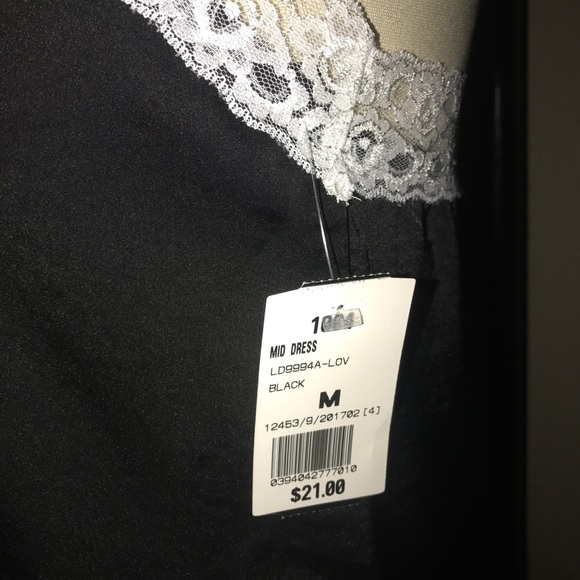 MID DRESS
LD9994A-LOV
BLACK
M
12453/9/201702 [4]
0394042777010
$21.00